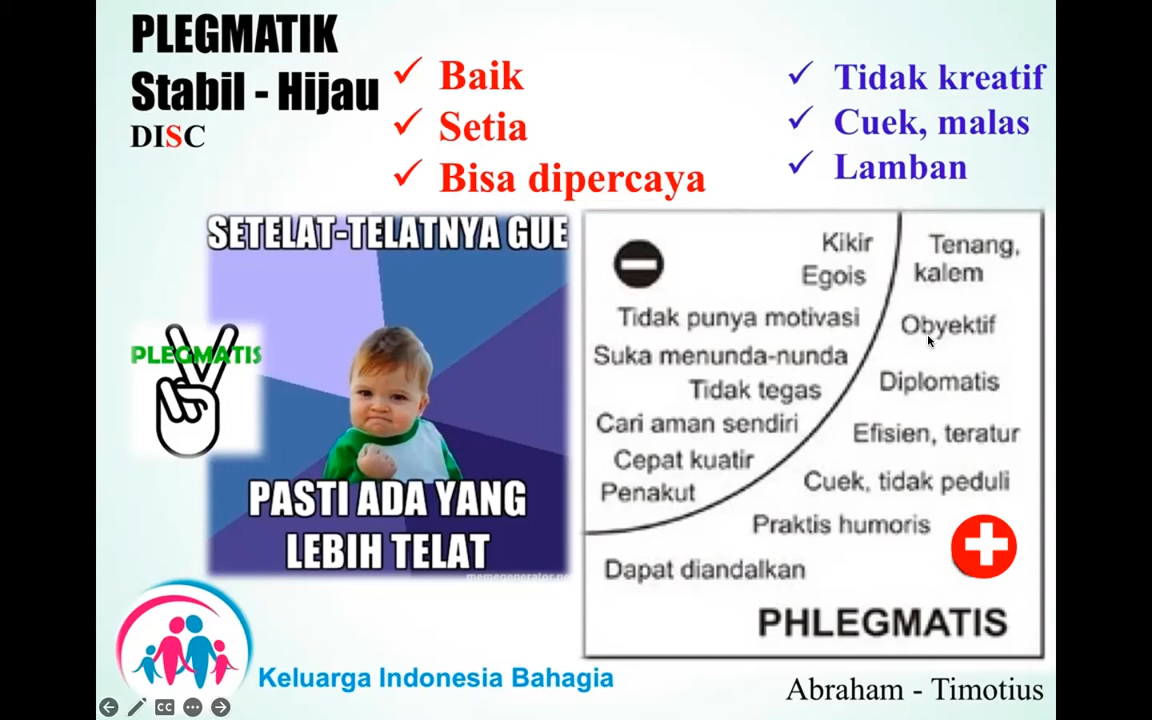 PLEGMATIK
Stabil - Hijau
DISC
Baik
Setia
Bisa dipercaya
Tidak kreatif
Cuek, malas
Lamban
SETELAT-TELATNYA GUE
PASTI ADA YANG
LEBIH TELAT
PLEGMATIS
Kikir
Egois
Tidak punya motivasi
Suka menunda-nunda
Tidak tegas
Cari aman sendiri
Cepat kuatir
Penakut
Tenang,
kalem
Obyektif
Diplomatis
Efisien, teratur
Cuek, tidak peduli
Praktis humoris
Dapat diandalkan
PHLEGMATIS
Keluarga Indonesia Bahagia
Abraham - Timotius
CC